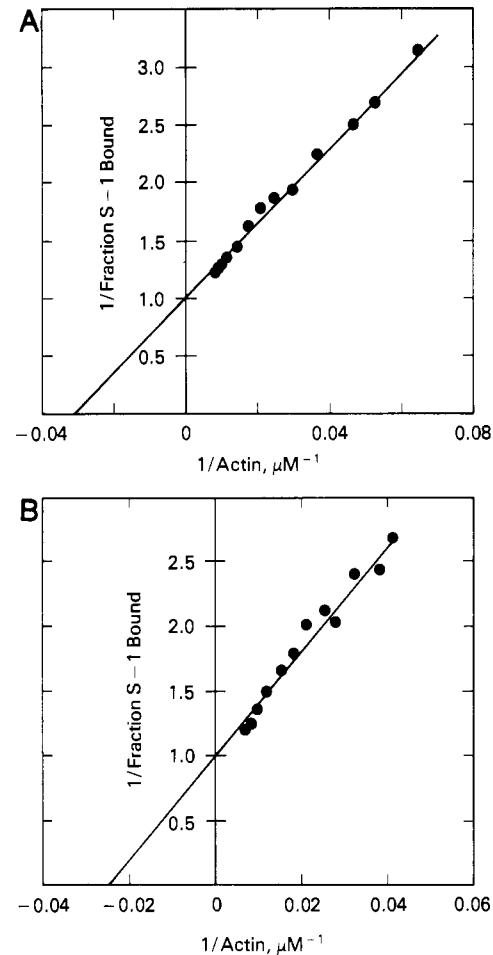 A
3.0
2.5
2.0
1.5
1.0
0.5
1/Fraction S – 1 Bound
−0.04 0 0.04 0.08
1/Actin, μM⁻¹
B
2.5
2.0
1.5
1.0
0.5
1/Fraction S – 1 Bound
−0.04 −0.02 0 0.02 0.04 0.06
1/Actin, μM⁻¹